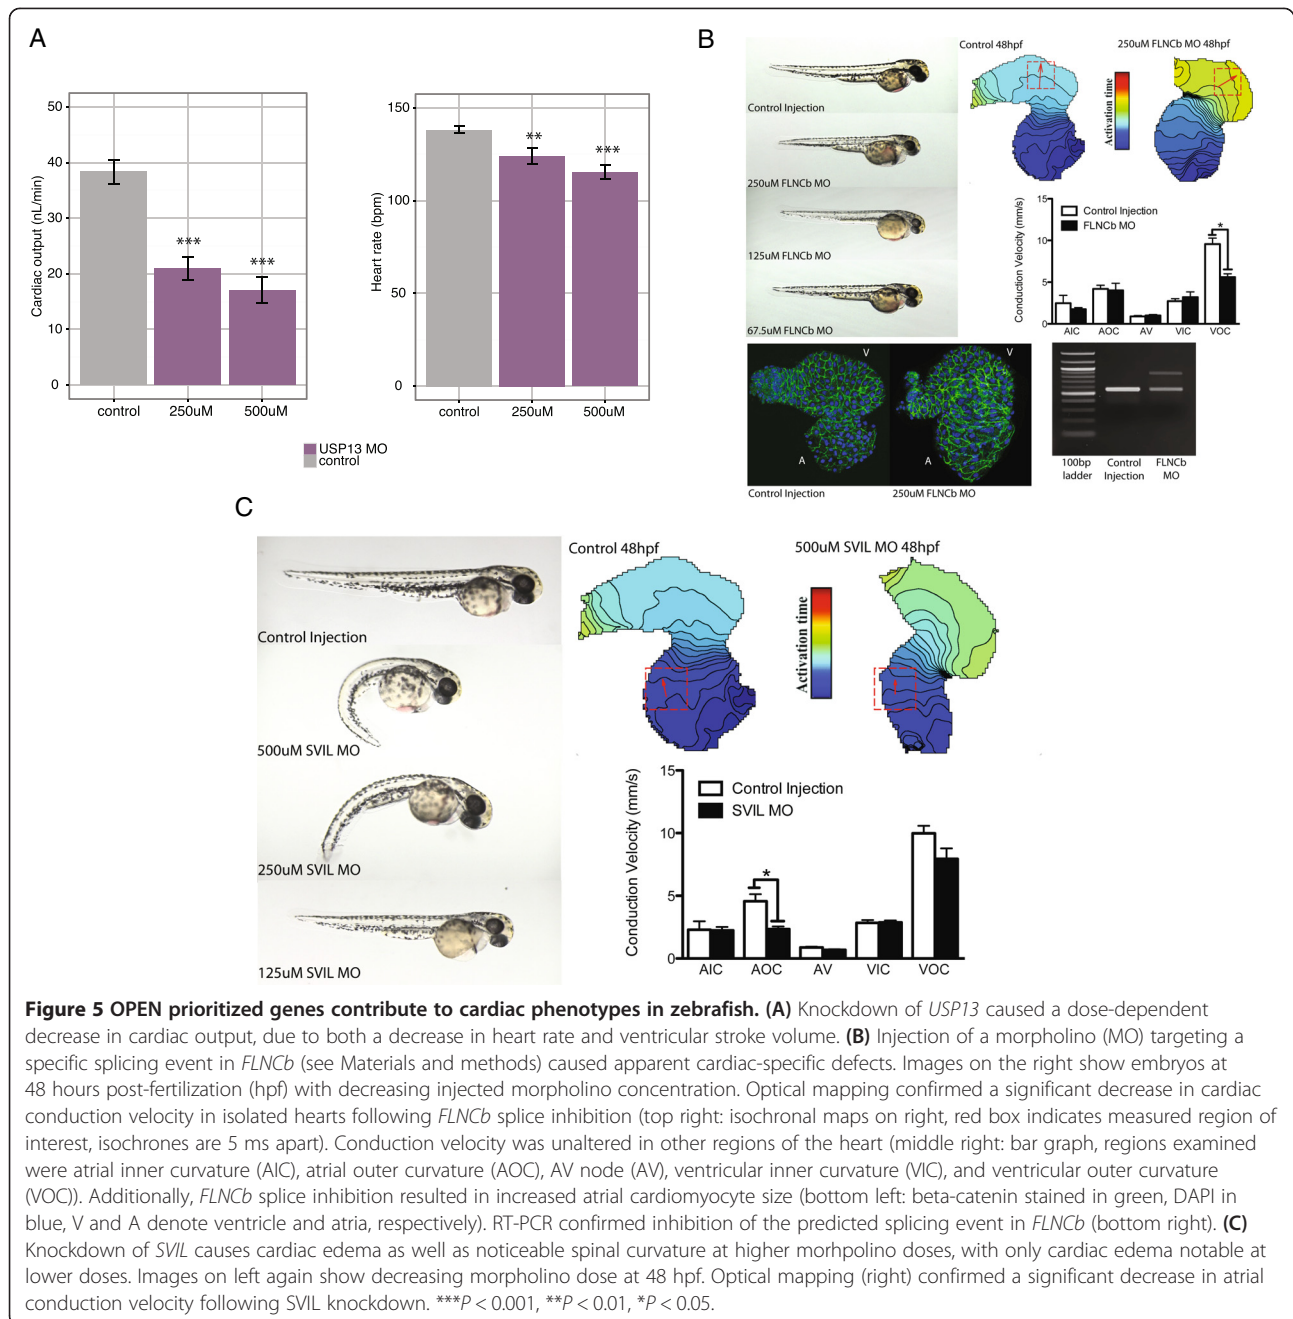 A
50
40
30
20
10
0
Cardiac output (nL/min)
***
***
control
250uM
500uM
150
100
50
0
Heart rate (bpm)
**
***
control
250uM
500uM
USP13 MO
control
B
Control Injection
250uM FLNCb MO
125uM FLNCb MO
67.5uM FLNCb MO
Control 48hpf
250uM FLNCb MO 48hpf
Activation time
15
10
5
0
Conduction Velocity (mm/s)
Control Injection
FLNCb MO
*
AIC
AOC
AV
VIC
VOC
V
A
Control Injection
V
A
250uM FLNCb MO
100bp ladder
Control Injection
FLNCb MO
C
Control Injection
500uM SVIL MO
250uM SVIL MO
125uM SVIL MO
Control 48hpf
500uM SVIL MO 48hpf
Activation time
15
10
5
0
Conduction Velocity (mm/s)
Control Injection
SVIL MO
*
AIC
AOC
AV
VIC
VOC
Figure 5 OPEN prioritized genes contribute to cardiac phenotypes in zebrafish. (A) Knockdown of USP13 caused a dose-dependent
decrease in cardiac output, due to both a decrease in heart rate and ventricular stroke volume. (B) Injection of a morpholino (MO) targeting a
specific splicing event in FLNCb (see Materials and methods) caused apparent cardiac-specific defects. Images on the right show embryos at
48 hours post-fertilization (hpf) with decreasing injected morpholino concentration. Optical mapping confirmed a significant decrease in cardiac
conduction velocity in isolated hearts following FLNCb splice inhibition (top right: isochronal maps on right, red box indicates measured region of
interest, isochrones are 5 ms apart). Conduction velocity was unaltered in other regions of the heart (middle right: bar graph, regions examined
were atrial inner curvature (AIC), atrial outer curvature (AOC), AV node (AV), ventricular inner curvature (VIC), and ventricular outer curvature
(VOC)). Additionally, FLNCb splice inhibition resulted in increased atrial cardiomyocyte size (bottom left: beta-catenin stained in green, DAPI in
blue, V and A denote ventricle and atria, respectively). RT-PCR confirmed inhibition of the predicted splicing event in FLNCb (bottom right). (C)
Knockdown of SVIL causes cardiac edema as well as noticeable spinal curvature at higher morhpolino doses, with only cardiac edema notable at
lower doses. Images on left again show decreasing morpholino dose at 48 hpf. Optical mapping (right) confirmed a significant decrease in atrial
conduction velocity following SVIL knockdown. ***P < 0.001, **P < 0.01, *P < 0.05.